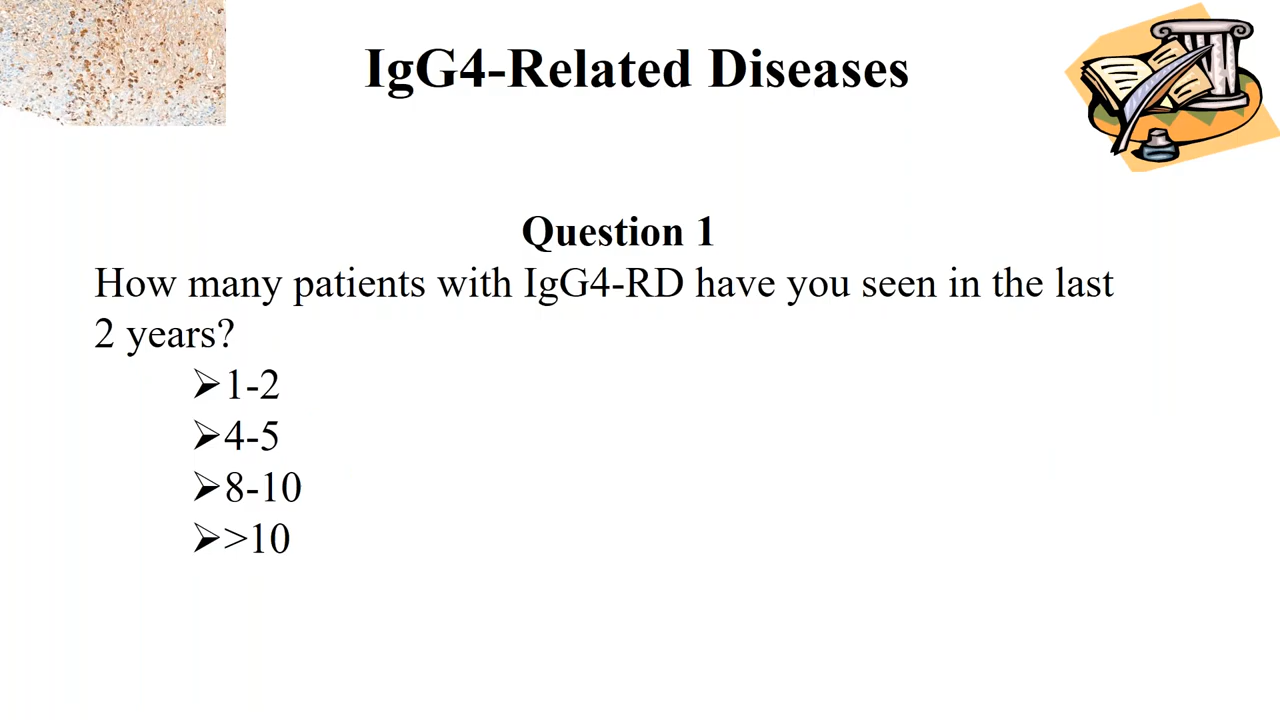 IgG4-Related Diseases
Question 1
How many patients with IgG4-RD have you seen in the last
2 years?
➢1-2
➢4-5
➢8-10
➢>10